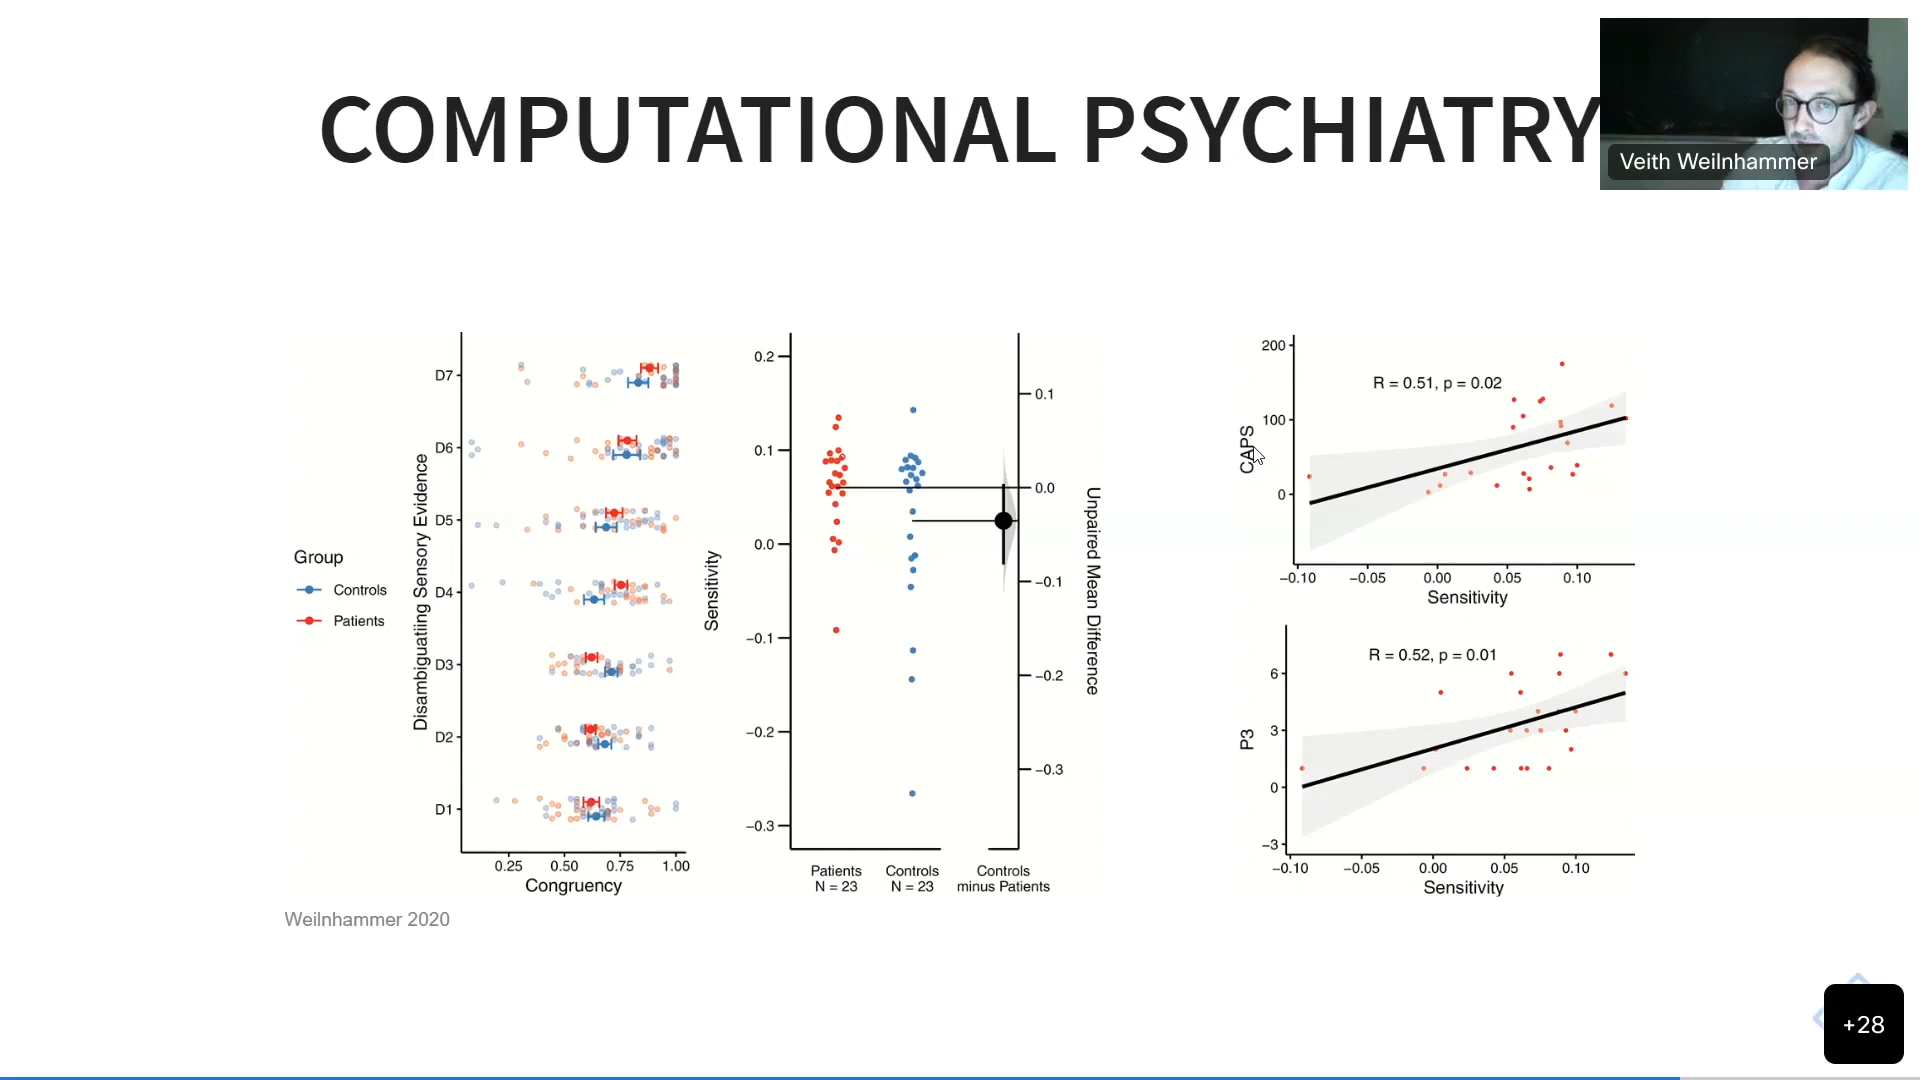 COMPUTATIONAL PSYCHIATRY
Veith Weilnhammer
Group
Controls
Patients
Disambiguatiing Sensory Evidence
D7
D6
D5
D4
D3
D2
D1
0.25 0.50 0.75 1.00
Congruency
Sensitivity
0.2
0.1
0.0
−0.1
−0.2
−0.3
Patients
N = 23
Controls
N = 23
Controls
minus Patients
0.1
0.0
−0.1
−0.2
−0.3
Unpaired Mean Difference
CAPS
200
100
0
R = 0.51, p = 0.02
−0.10 −0.05 0.00 0.05 0.10
Sensitivity
P3
6
3
0
−3
R = 0.52, p = 0.01
−0.10 −0.05 0.00 0.05 0.10
Sensitivity
Weilnhammer 2020
+28